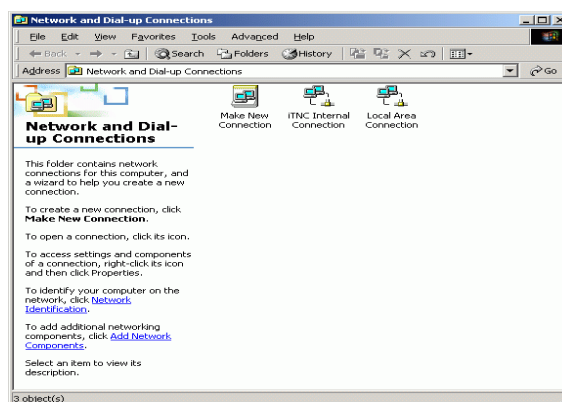 Network and Dial-up Connections
File Edit View Favorites Tools Advanced Help
Back Search Folders History
Address Network and Dial-up Connections Go
Network and Dial-
up Connections
This folder contains network
connections for this computer, and
a wizard to help you create a new
connection.
To create a new connection, click
Make New Connection.
To open a connection, click its icon.
To access settings and components
of a connection, right-click its icon
and then click Properties.
To identify your computer on the
network, click Network
Identification.
To add additional networking
components, click Add Network
Components.
Select an item to view its
description.
Make New
Connection
iTNC Internal
Connection
Local Area
Connection
3 object(s)